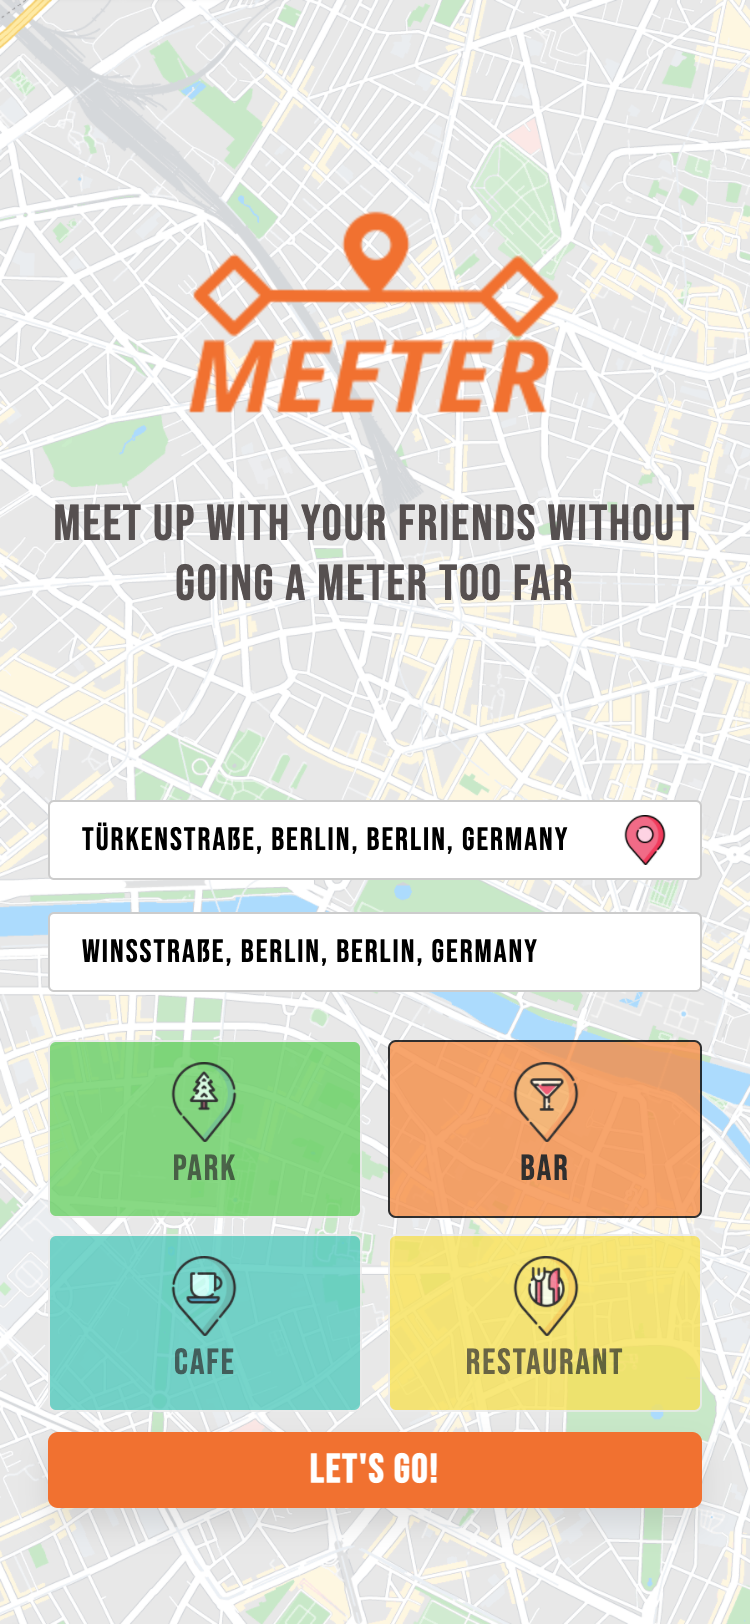 MEETER
MEET UP WITH YOUR FRIENDS WITHOUT
GOING A METER TOO FAR
TÜRKENSTRAßE, BERLIN, BERLIN, GERMANY
WINSSTRAßE, BERLIN, BERLIN, GERMANY
PARK
BAR
CAFE
RESTAURANT
LET'S GO!